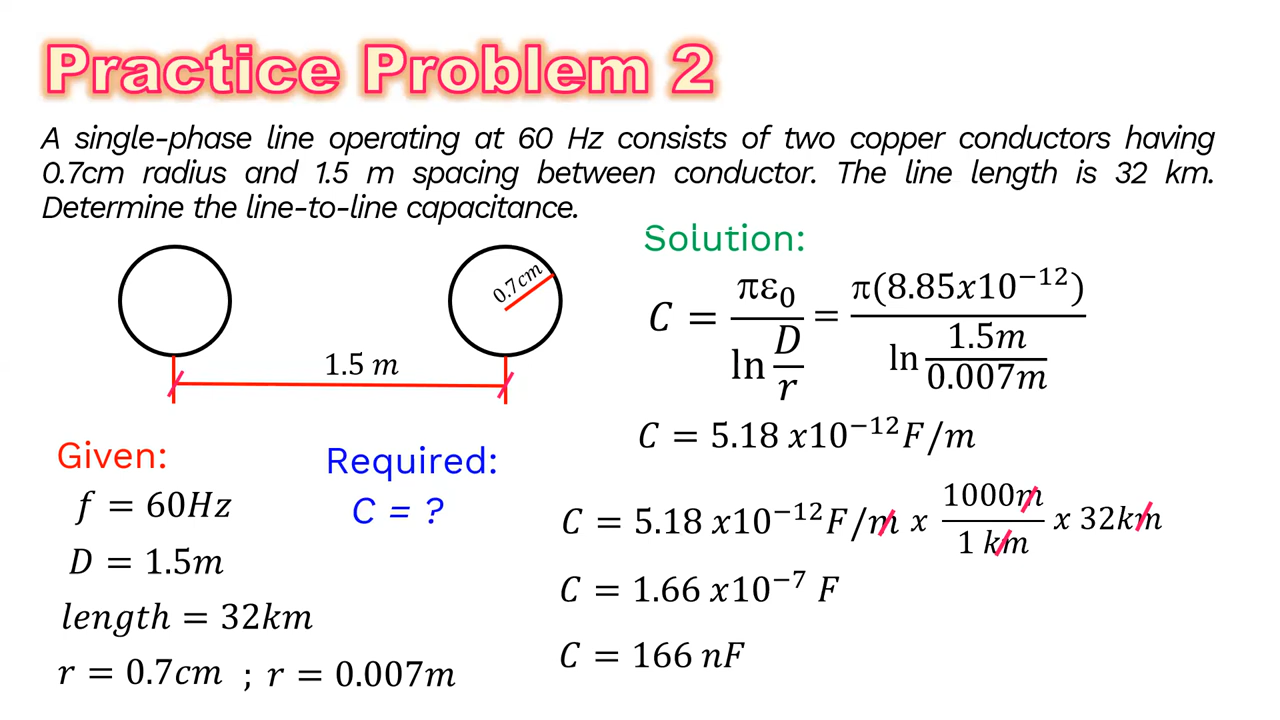 Practice Problem 2
A single-phase line operating at 60 Hz consists of two copper conductors having
0.7cm radius and 1.5 m spacing between conductor. The line length is 32 km.
Determine the line-to-line capacitance.
0.7cm
1.5 m
Given:
f = 60Hz
D = 1.5m
length = 32km
r = 0.7cm ; r = 0.007m
Required:
C = ?
Solution:
C = πε₀ / ln D/r = π(8.85x10⁻¹²) / ln 1.5m/0.007m
C = 5.18 x10⁻¹²F/m
C = 5.18 x10⁻¹²F/m x 1000m/1 km x 32km
C = 1.66 x10⁻⁷ F
C = 166 nF